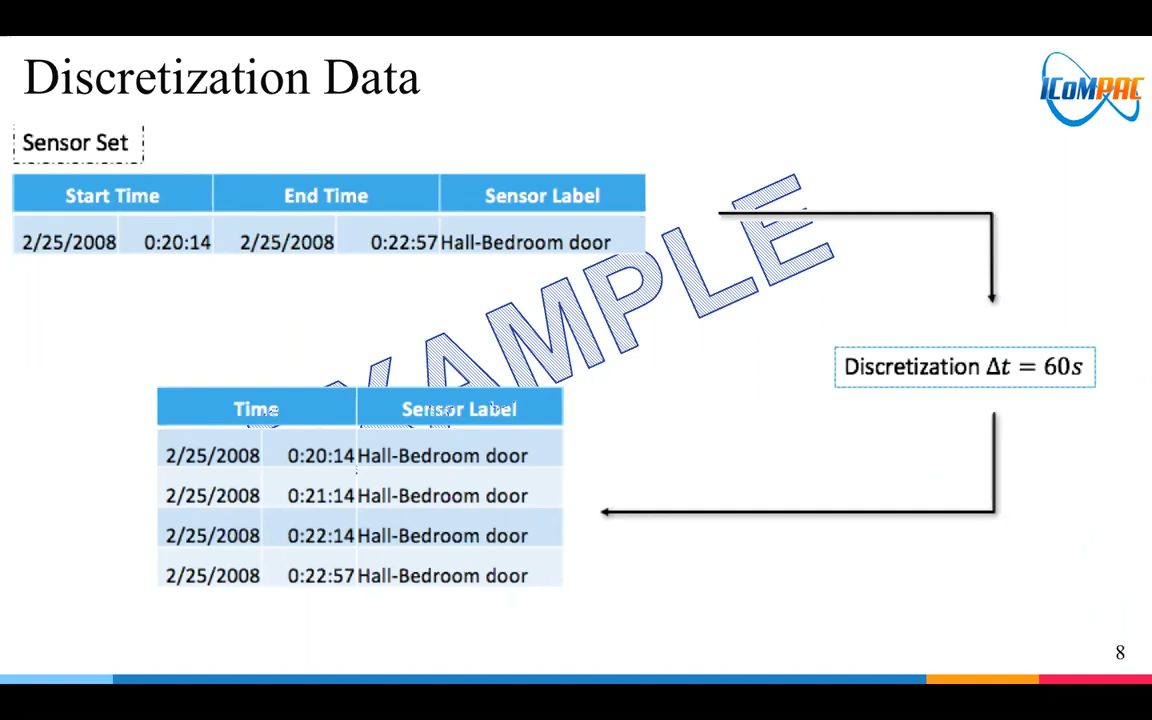 Discretization Data
ICoMPAC
Sensor Set
Start Time End Time Sensor Label
2/25/2008 0:20:14 2/25/2008 0:22:57 Hall-Bedroom door
EXAMPLE
Discretization Δt = 60s
Time Sensor Label
2/25/2008 0:20:14 Hall-Bedroom door
2/25/2008 0:21:14 Hall-Bedroom door
2/25/2008 0:22:14 Hall-Bedroom door
2/25/2008 0:22:57 Hall-Bedroom door
8